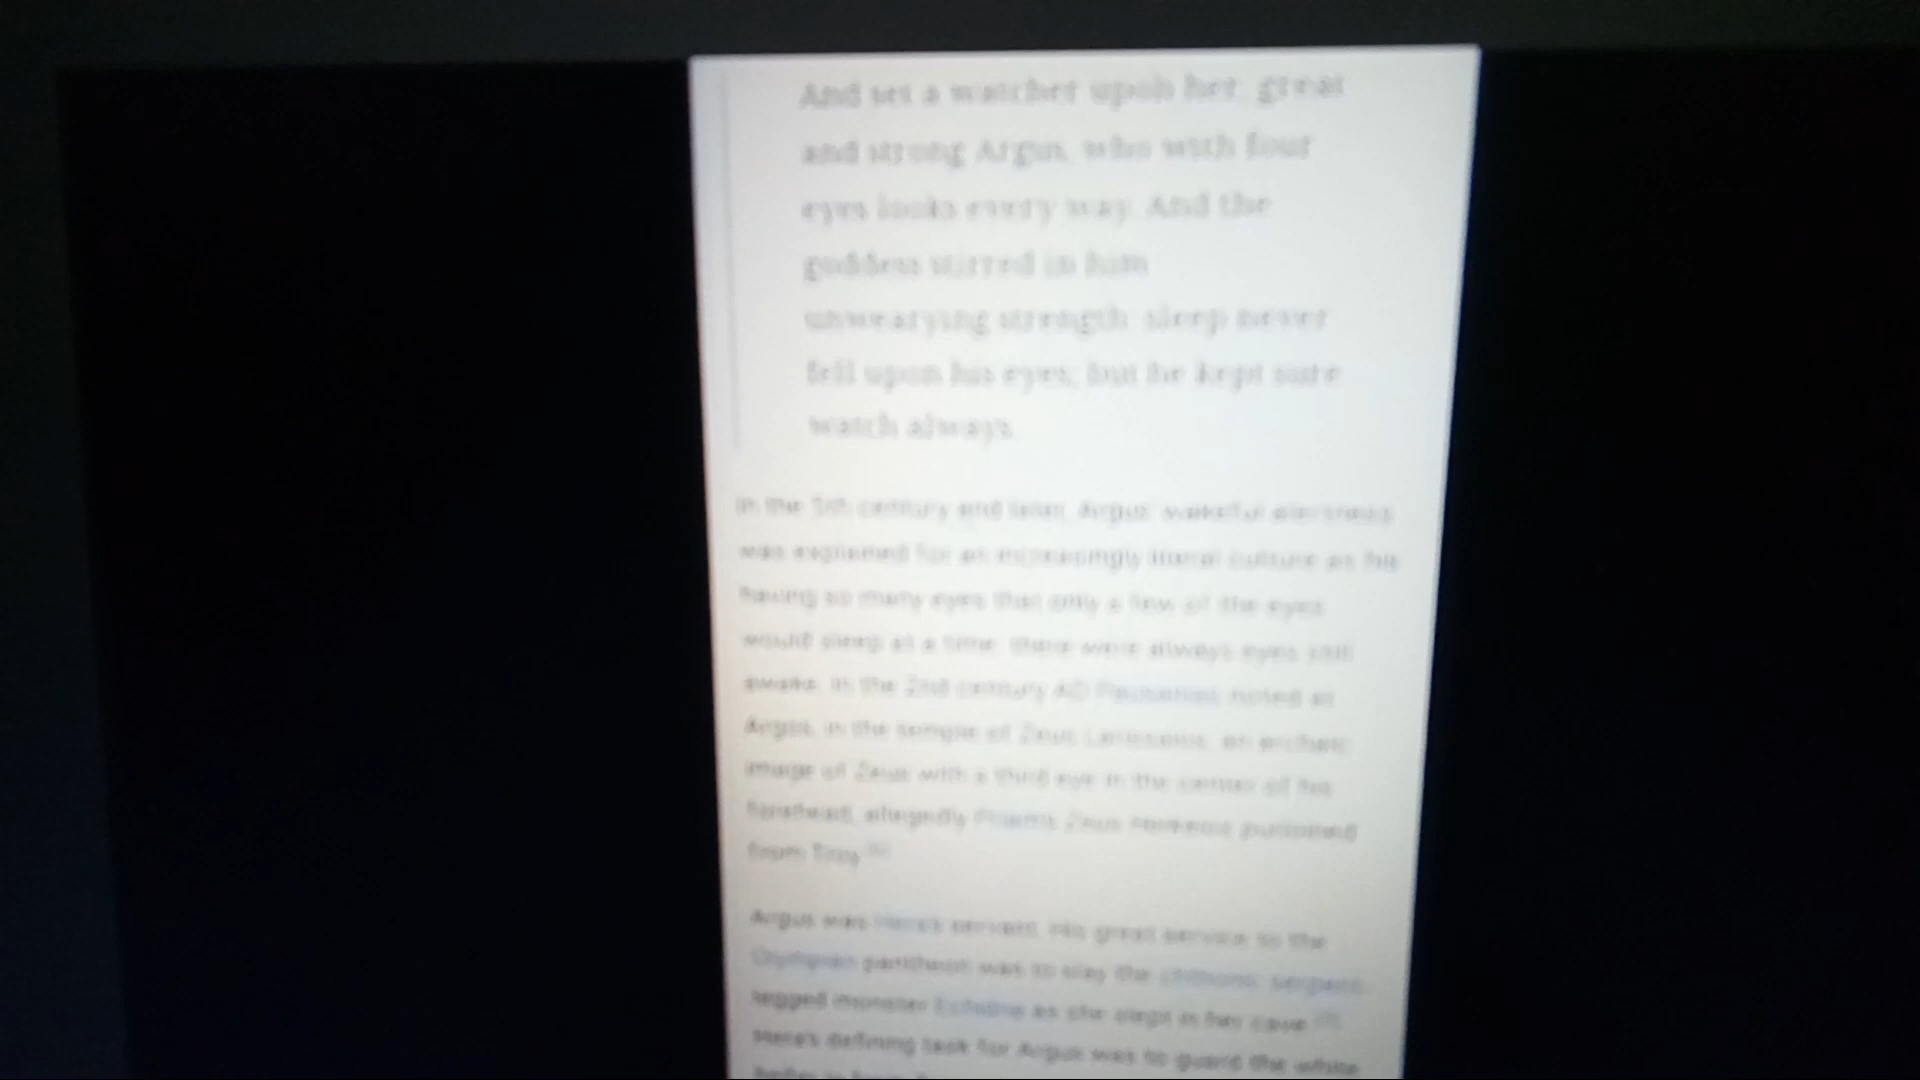 And set a watcher upon her, great
and strong Argus, who with four
eyes looks every way. And the
goddess stirred in him
unwearying strength: sleep never
fell upon his eyes; but he kept sure
watch always.
In the 5th century and later, Argus' wakeful alertness
was explained for an increasingly literal culture as his
having so many eyes that only a few of the eyes
would sleep at a time: there were always eyes still
awake. In the 2nd century AD Pausanias noted at
Argos, in the temple of Zeus Larissaios, an archaic
image of Zeus with a third eye in the center of his
forehead, allegedly Priam's Zeus Herkeios purloined
from Troy.
Argus was Hera's servant. His great service to the
Olympian pantheon was to slay the chthonic serpent-
legged monster Echidna as she slept in her cave.
Hera's defining task for Argus was to guard the white
heifer